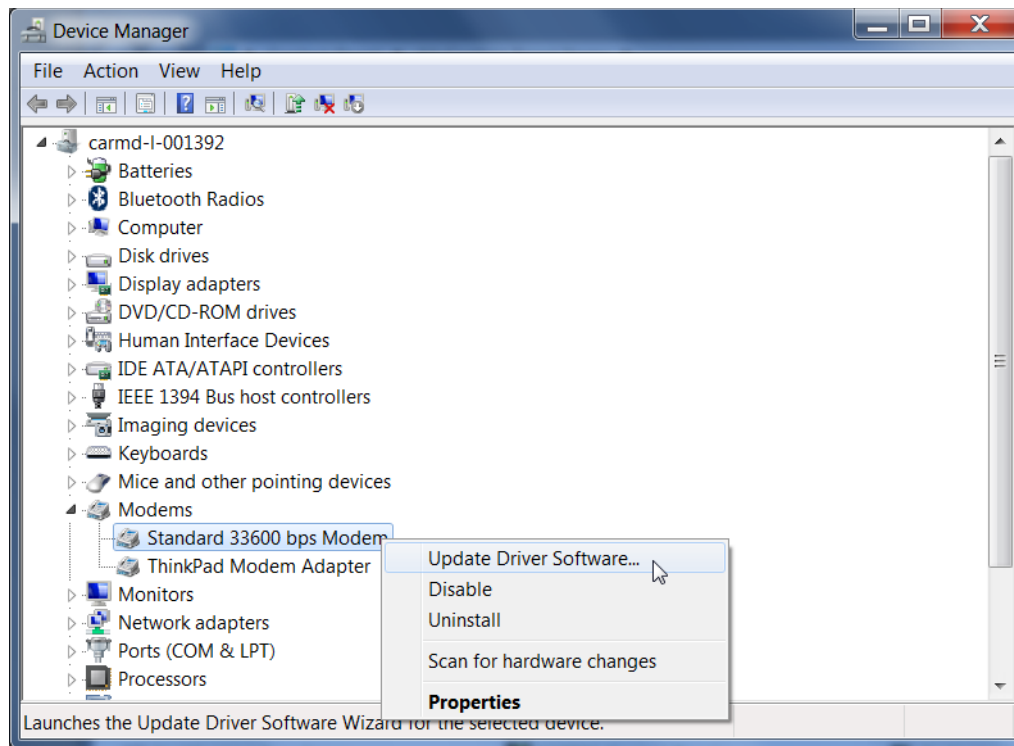 Device Manager
File Action View Help
carmd-l-001392
Batteries
Bluetooth Radios
Computer
Disk drives
Display adapters
DVD/CD-ROM drives
Human Interface Devices
IDE ATA/ATAPI controllers
IEEE 1394 Bus host controllers
Imaging devices
Keyboards
Mice and other pointing devices
Modems
Standard 33600 bps Modem
ThinkPad Modem Adapter
Monitors
Network adapters
Ports (COM & LPT)
Processors
Update Driver Software...
Disable
Uninstall
Scan for hardware changes
Properties
Launches the Update Driver Software Wizard for the selected device.